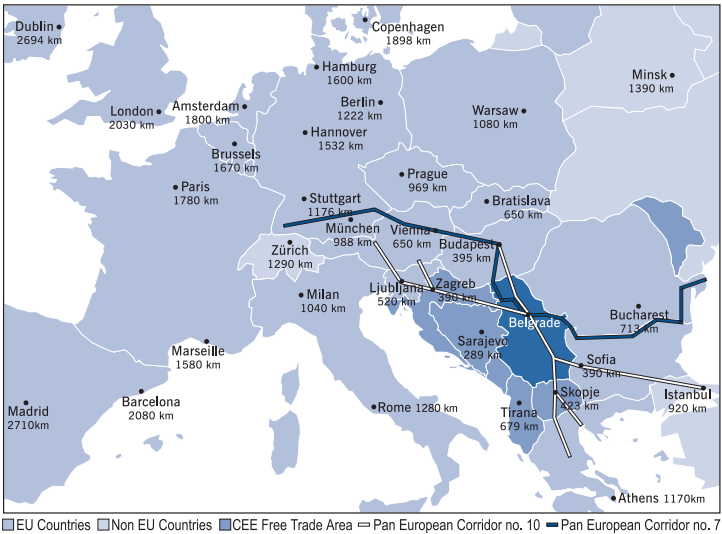 Dublin
2694 km
Copenhagen
1898 km
Hamburg
1600 km
Minsk
1390 km
London
2030 km
Amsterdam
1800 km
Berlin
1222 km
Warsaw
1080 km
Hannover
1532 km
Brussels
1670 km
Paris
1780 km
Prague
969 km
Stuttgart
1176 km
Bratislava
650 km
München
988 km
Vienna
650 km
Budapest
395 km
Zürich
1290 km
Milan
1040 km
Ljubljana
520 km
Zagreb
390 km
Belgrade
Bucharest
713 km
Sarajevo
289 km
Marseille
1580 km
Sofia
390 km
Madrid
2710km
Barcelona
2080 km
Rome 1280 km
Tirana
679 km
Skopje
423 km
Istanbul
920 km
Athens 1170km
EU Countries Non EU Countries CEE Free Trade Area Pan European Corridor no. 10 Pan European Corridor no. 7